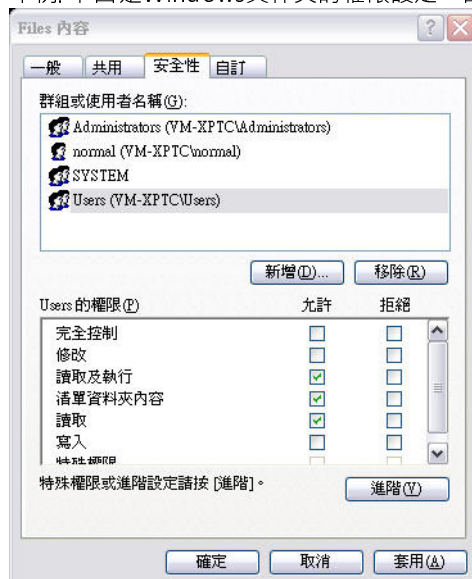 Files 內容
一般 共用 安全性 自訂
群組或使用者名稱(G):
Administrators (VM-XPTC\Administrators)
normal (VM-XPTC\normal)
SYSTEM
Users (VM-XPTC\Users)
新增(D)... 移除(R)
Users 的權限(P) 允許 拒絕
完全控制
修改
讀取及執行
清單資料夾內容
讀取
寫入
特殊權限
特殊權限或進階設定請按 [進階]。 進階(V)
確定 取消 套用(A)